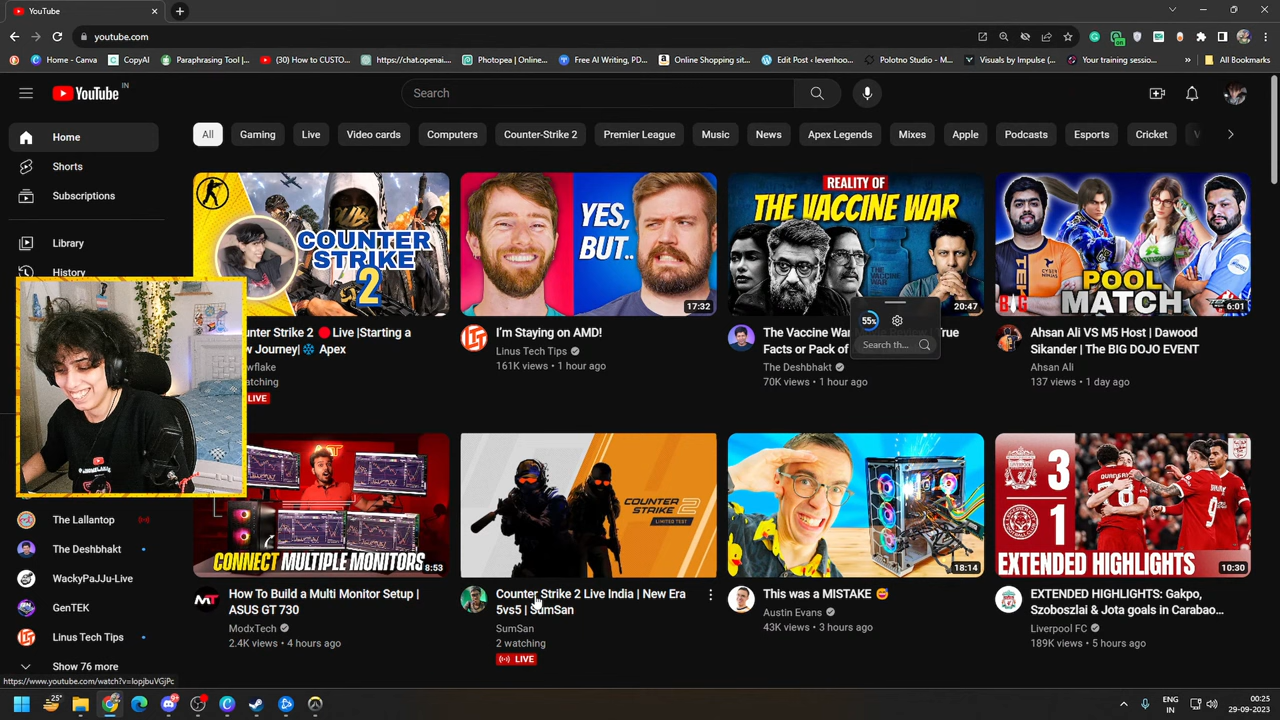 YouTube
youtube.com
Home - Canva
CopyAI
Paraphrasing Tool |...
(30) How to CUSTO...
https://chat.openai....
Photopea | Online...
Free AI Writing, PD...
Online Shopping sit...
Edit Post ‹ levenhoo...
Polotno Studio - M...
Visuals by Impulse (...
Your training sessio...
»
All Bookmarks
YouTube IN
Search
All
Gaming
Live
Video cards
Computers
Counter-Strike 2
Premier League
Music
News
Apex Legends
Mixes
Apple
Podcasts
Esports
Cricket
Home
Shorts
Subscriptions
Library
History
COUNTER
STRIKE
2
YES,
BUT..
17:32
REALITY OF
THE VACCINE WAR
20:47
POOL
MATCH
6:01
Counter Strike 2 🔴Live |Starting a
Journey| ❄️ Apex
watching
LIVE
I'm Staying on AMD!
Linus Tech Tips
161K views • 1 hour ago
The Vaccine War
True
Facts or Pack of
The Deshbhakt
70K views • 1 hour ago
55%
Search th...
Ahsan Ali VS M5 Host | Dawood
Sikander | The BIG DOJO EVENT
Ahsan Ali
137 views • 1 day ago
CONNECT MULTIPLE MONITORS
8:53
COUNTER
STRIKE 2
LIMITED TEST
18:14
3
1
EXTENDED HIGHLIGHTS
10:30
The Lallantop
The Deshbhakt
WackyPaJJu-Live
GenTEK
Linus Tech Tips
Show 76 more
MT
How To Build a Multi Monitor Setup |
ASUS GT 730
ModxTech
2.4K views • 4 hours ago
Counter Strike 2 Live India | New Era
5vs5 | SumSan
SumSan
2 watching
LIVE
This was a MISTAKE 😅
Austin Evans
43K views • 3 hours ago
EXTENDED HIGHLIGHTS: Gakpo,
Szoboszlai & Jota goals in Carabao...
Liverpool FC
189K views • 5 hours ago
https://www.youtube.com/watch?v=lopjbuVGjPc
25°
ENG
IN
00:25
29-09-2023